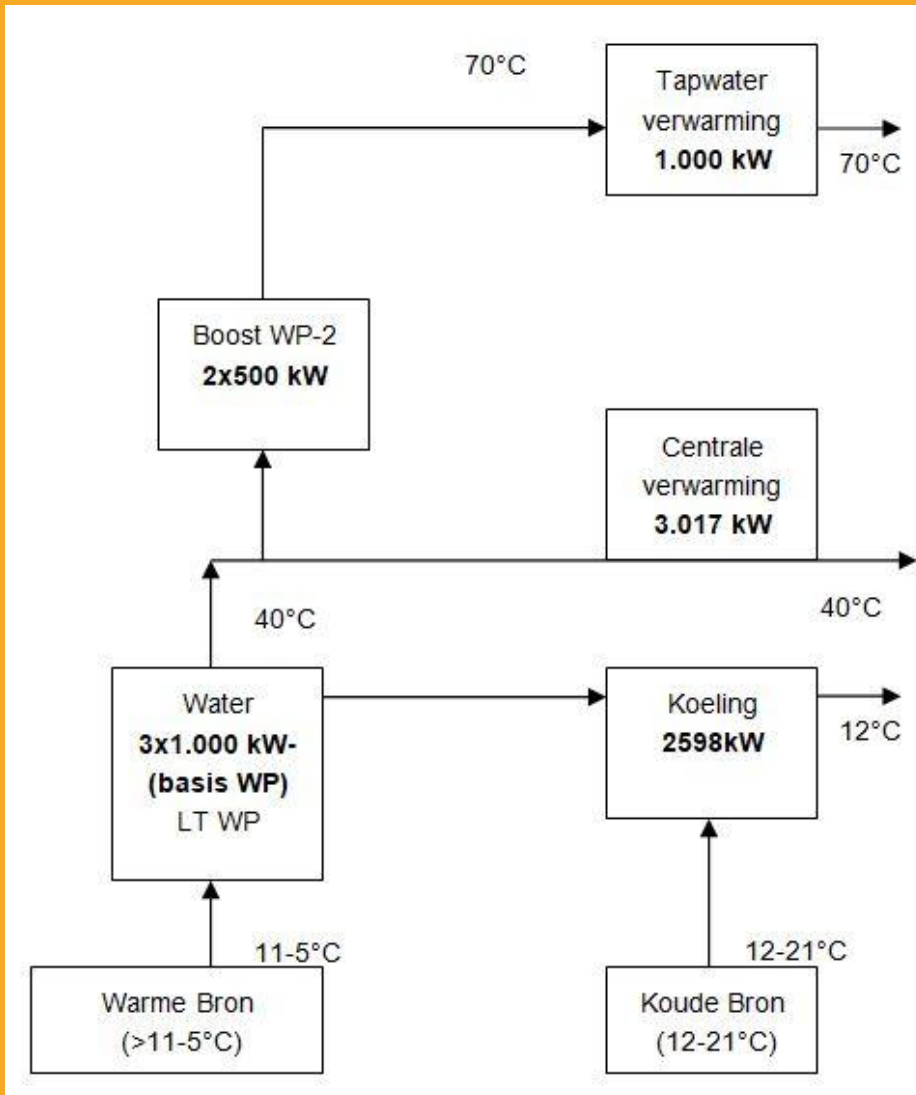 70°C
Tapwater
verwarming
1.000 kW
70°C
Boost WP-2
2x500 kW
Centrale
verwarming
3.017 kW
40°C
40°C
Water
3x1.000 kW-
(basis WP)
LT WP
Koeling
2598kW
12°C
11-5°C
12-21°C
Warme Bron
(>11-5°C)
Koude Bron
(12-21°C)